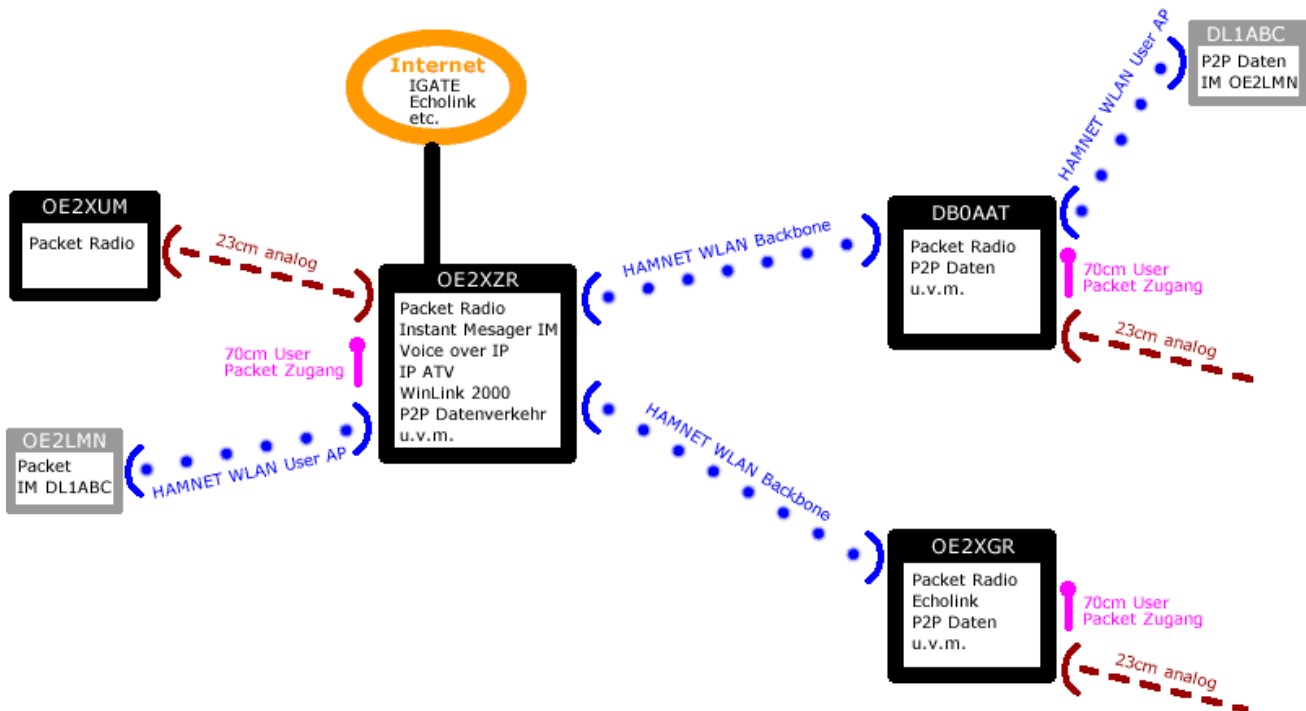 Internet
IGATE
Echolink
etc.
DL1ABC
P2P Daten
IM OE2LMN
HAMNET WLAN User AP
OE2XUM
Packet Radio
23cm analog
HAMNET WLAN Backbone
DB0AAT
Packet Radio
P2P Daten
u.v.m.
70cm User
Packet Zugang
23cm analog
OE2XZR
Packet Radio
Instant Mesager IM
Voice over IP
IP ATV
WinLink 2000
P2P Datenverkehr
u.v.m.
70cm User
Packet Zugang
OE2LMN
Packet
IM DL1ABC
HAMNET WLAN User AP
HAMNET WLAN Backbone
OE2XGR
Packet Radio
Echolink
P2P Daten
u.v.m.
70cm User
Packet Zugang
23cm analog